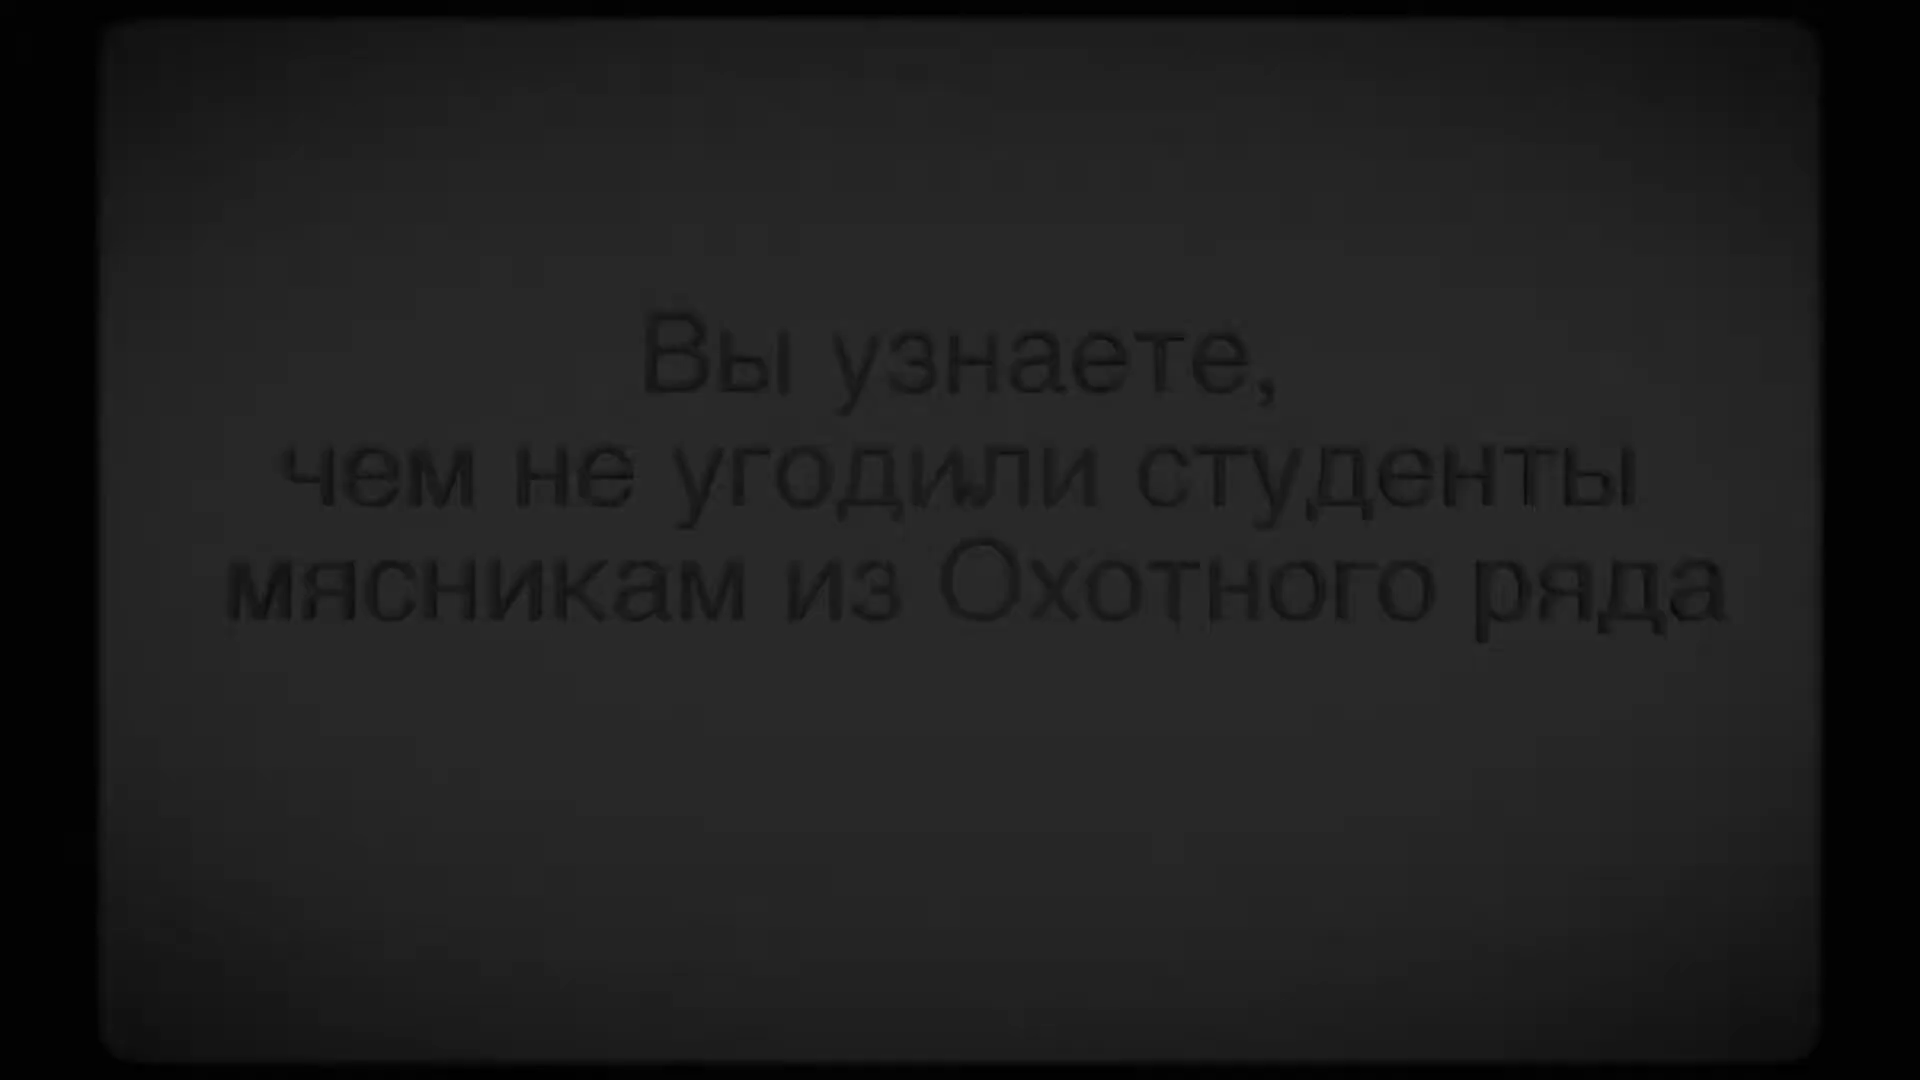 Вы узнаете,
чем не угодили студенты
мясникам из Охотного ряда